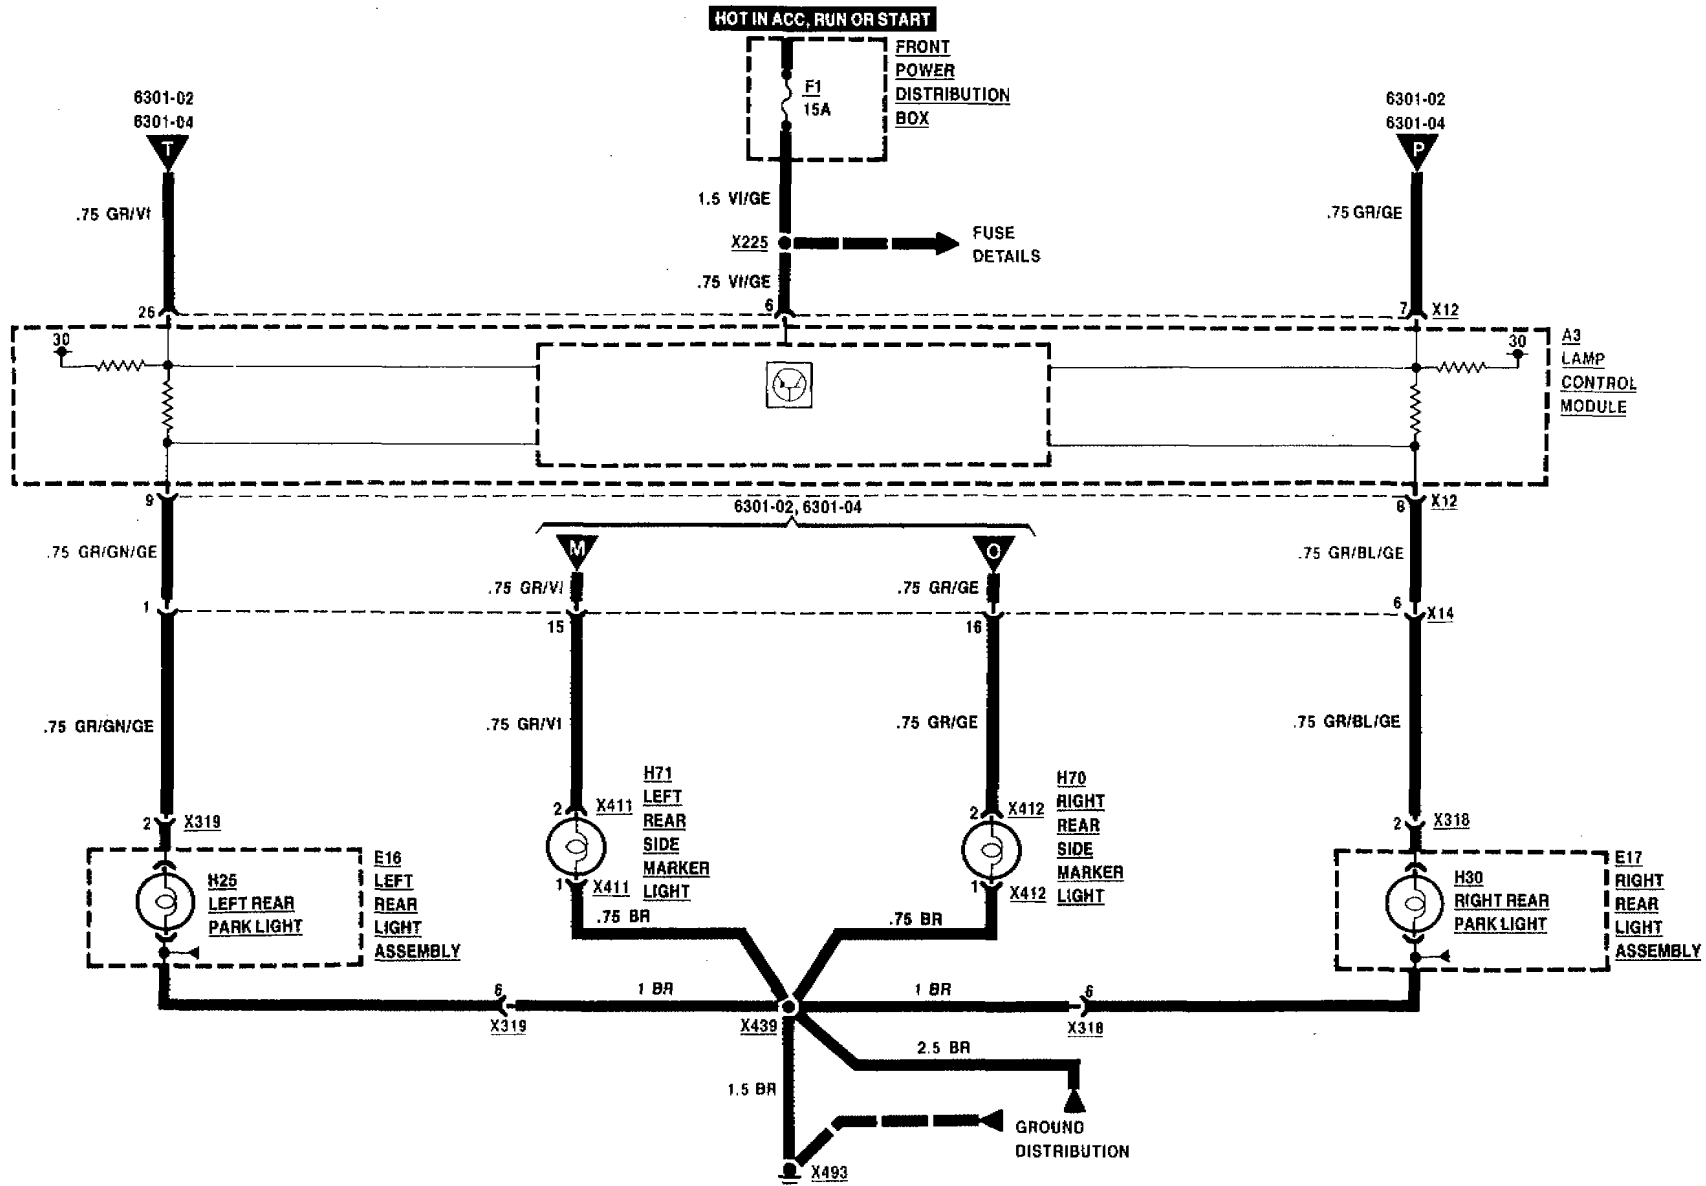 HOT IN ACC, RUN OR START
FRONT
POWER
DISTRIBUTION
BOX
F1
15A
6301-02
6301-04
T
6301-02
6301-04
P
.75 GR/VI
1.5 VI/GE
.75 GR/GE
X225
FUSE
DETAILS
.75 VI/GE
26
6
7
X12
30
30
A3
LAMP
CONTROL
MODULE
9
8
X12
6301-02, 6301-04
M
O
.75 GR/GN/GE
.75 GR/VI
.75 GR/GE
.75 GR/BL/GE
1
15
16
6
X14
.75 GR/GN/GE
.75 GR/VI
.75 GR/GE
.75 GR/BL/GE
2
X319
2
X411
H71
LEFT
REAR
SIDE
MARKER
LIGHT
2
X412
H70
RIGHT
REAR
SIDE
MARKER
LIGHT
2
X318
H25
LEFT REAR
PARK LIGHT
E16
LEFT
REAR
LIGHT
ASSEMBLY
1
X411
1
X412
H30
RIGHT REAR
PARK LIGHT
E17
RIGHT
REAR
LIGHT
ASSEMBLY
.75 BR
.75 BR
6
X319
1 BR
X439
1 BR
6
X318
2.5 BR
1.5 BR
GROUND
DISTRIBUTION
X493